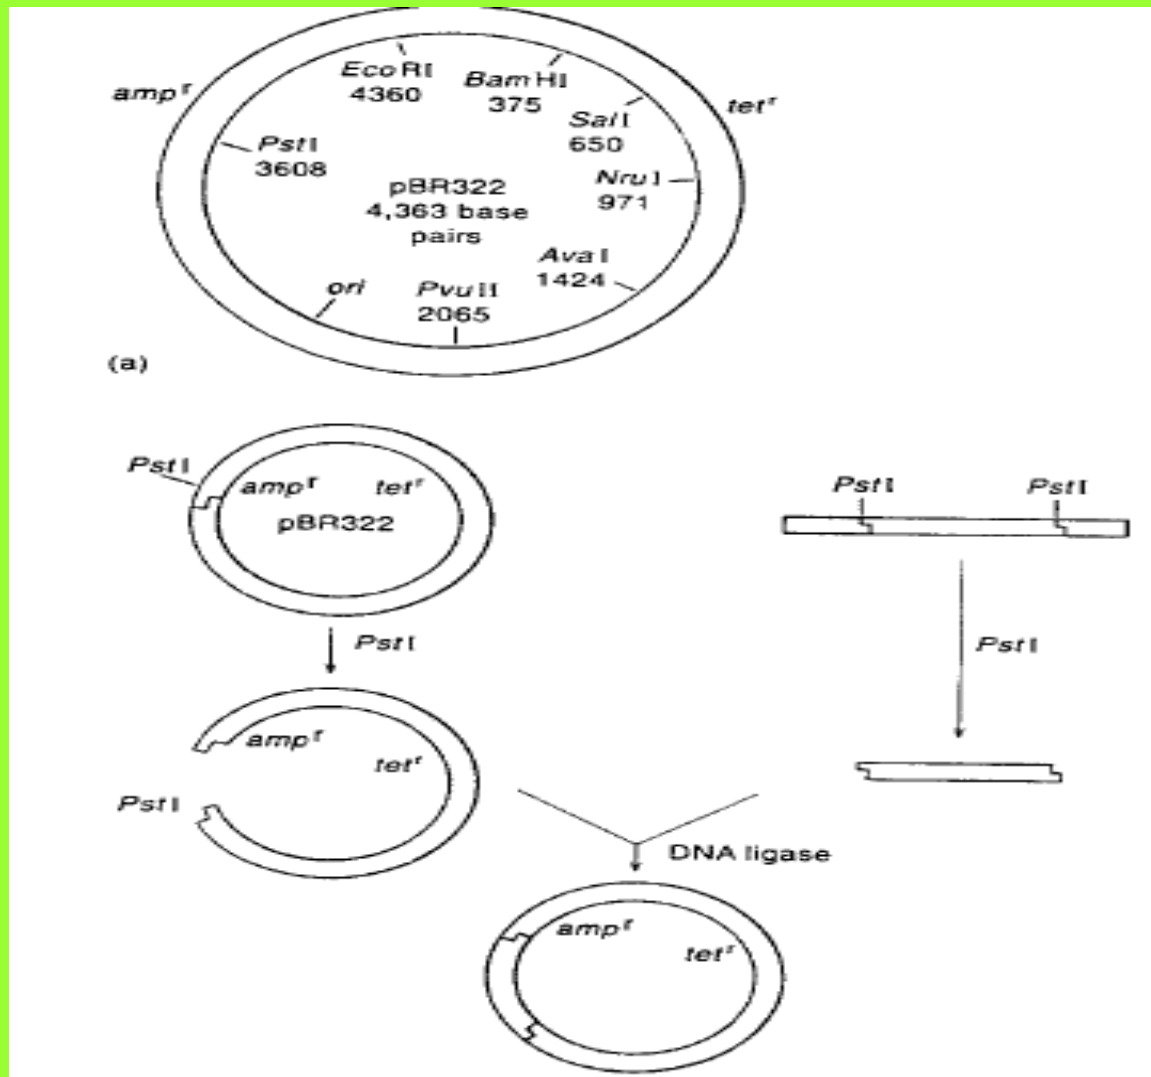 amp^r
EcoRI
4360
BamHI
375
tet^r
SalI
650
PstI
3608
NruI
971
pBR322
4,363 base
pairs
AvaI
1424
ori
PvuII
2065
(a)
PstI
amp^r tet^r
pBR322
PstI PstI
PstI
PstI
amp^r
tet^r
PstI
DNA ligase
amp^r
tet^r